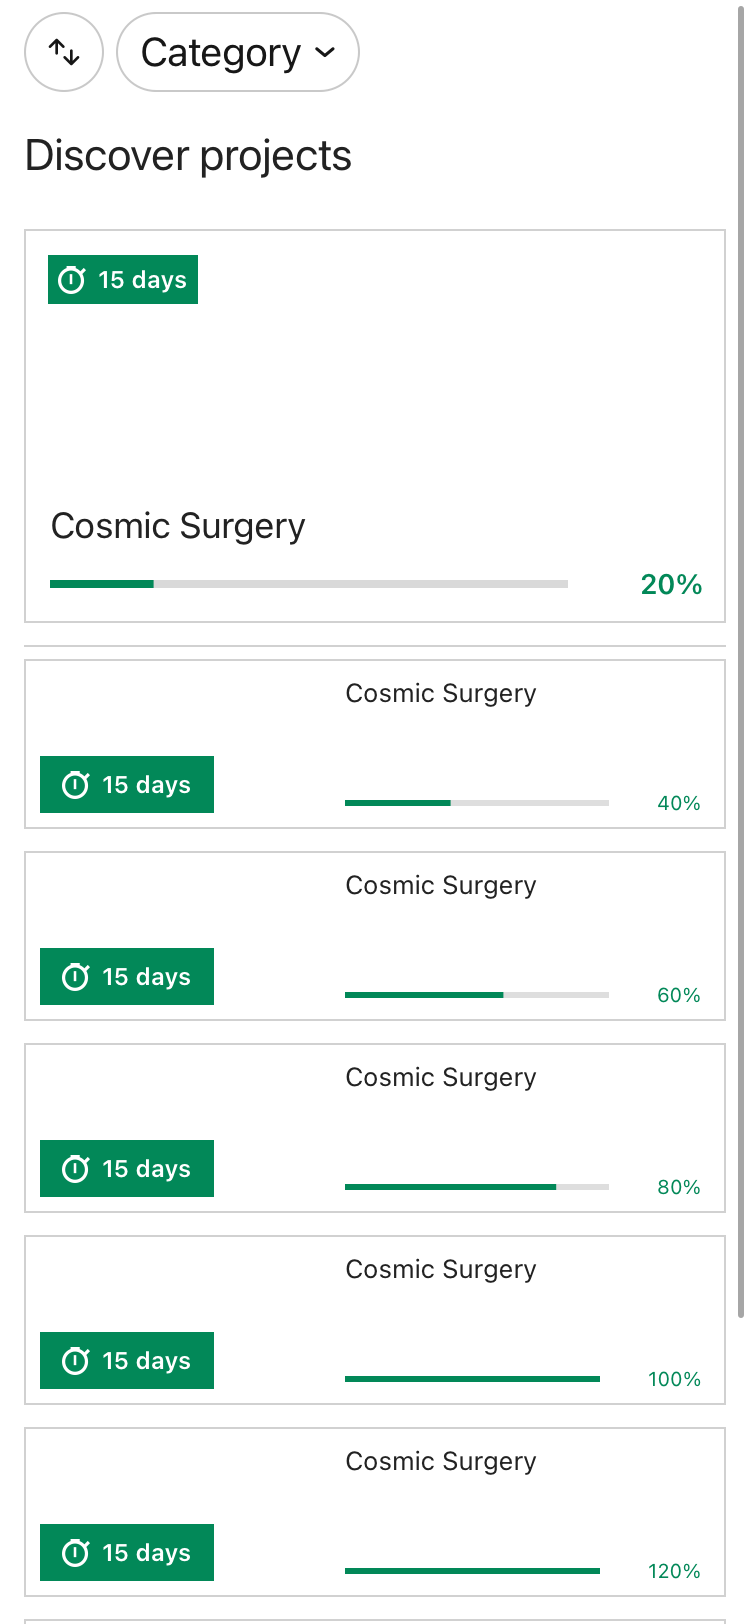 Category
Discover projects
15 days
Cosmic Surgery
20%
Cosmic Surgery
15 days
40%
Cosmic Surgery
15 days
60%
Cosmic Surgery
15 days
80%
Cosmic Surgery
15 days
100%
Cosmic Surgery
15 days
120%